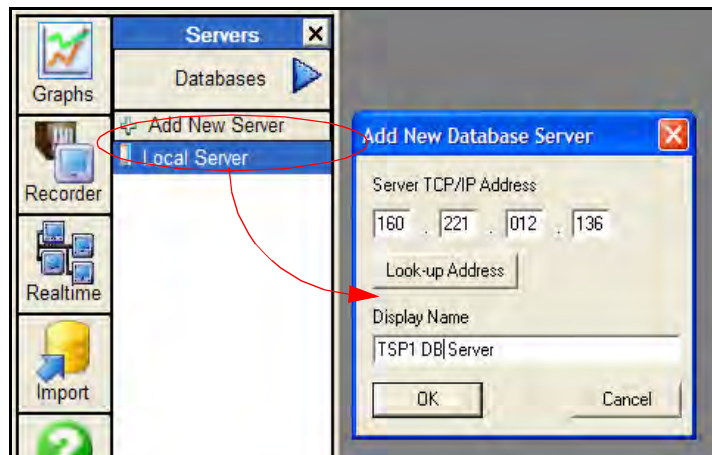 Graphs
Recorder
Realtime
Import
Servers
Databases
Add New Server
Local Server
Add New Database Server
Server TCP/IP Address
160 . 221 . 012 . 136
Look-up Address
Display Name
TSP1 DB Server
OK
Cancel